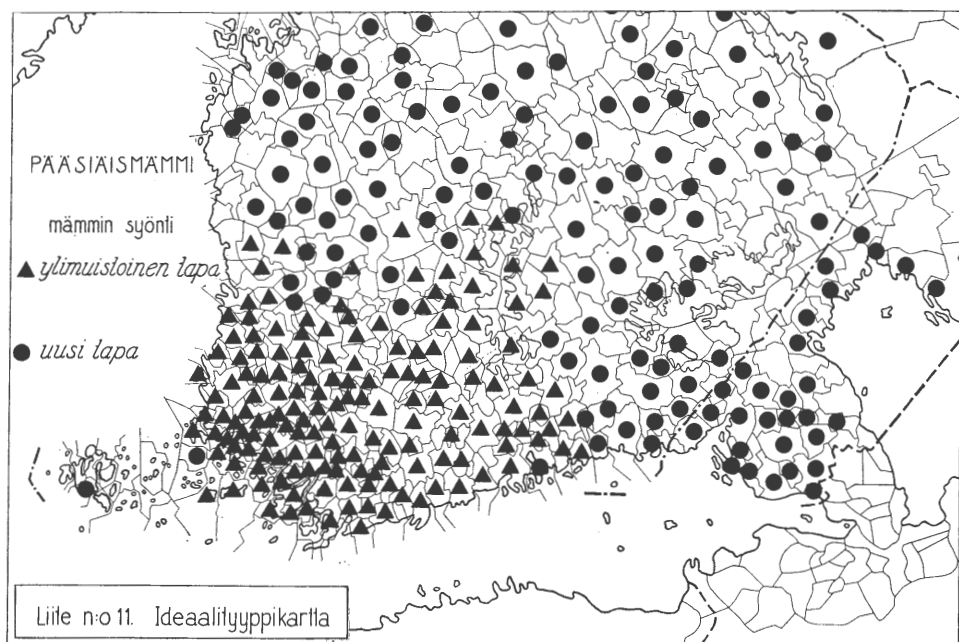 PÄÄSIÄISMÄMMI
mämmin syönti
ylimuistoinen tapa
uusi tapa
Liite n:o 11. Ideaalityyppikartta